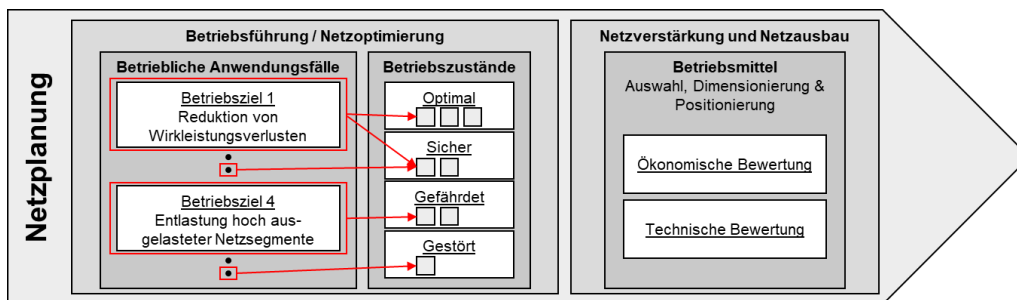 Netzplanung
Betriebsführung / Netzoptimierung
Betriebliche Anwendungsfälle
Betriebsziel 1
Reduktion von
Wirkleistungsverlusten
Betriebsziel 4
Entlastung hoch aus-
gelasteter Netzsegmente
Betriebszustände
Optimal
Sicher
Gefährdet
Gestört
Netzverstärkung und Netzausbau
Betriebsmittel
Auswahl, Dimensionierung &
Positionierung
Ökonomische Bewertung
Technische Bewertung